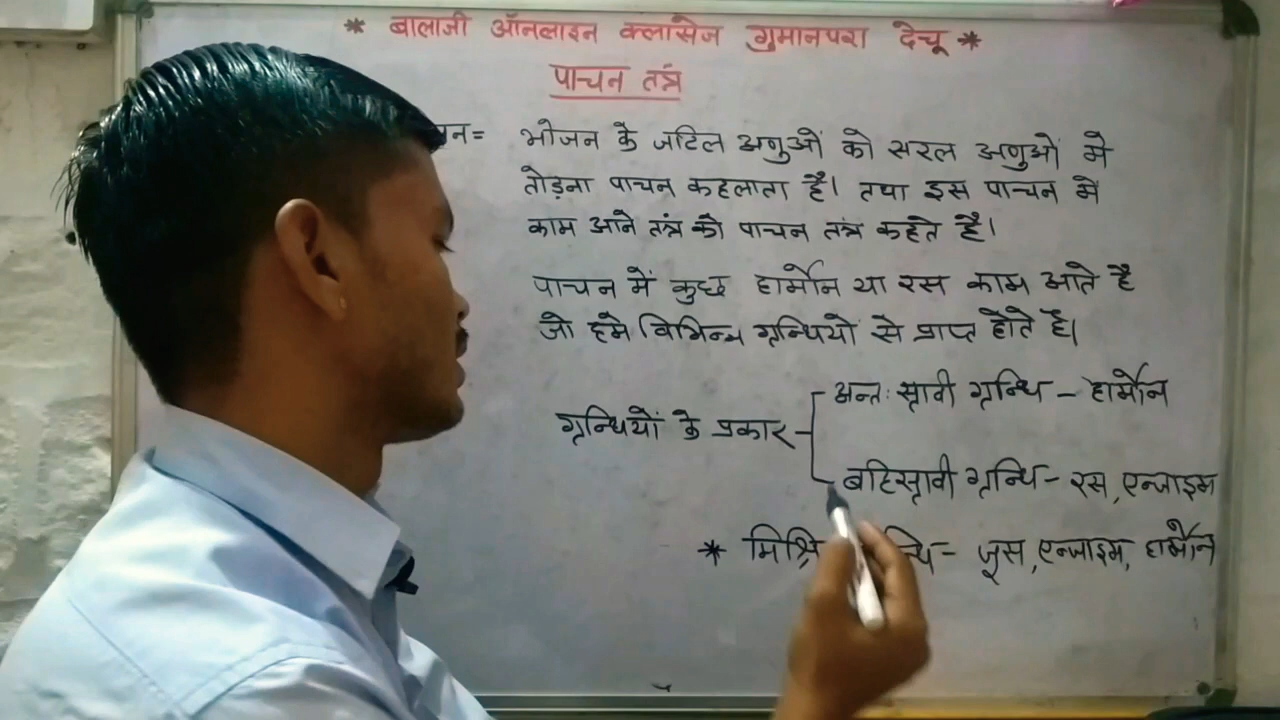 * बालाजी ऑनलाइन क्लासेज गुमानपरा देचू *
पाचन तंत्र
भोजन के जटिल अणुओं को सरल अणुओं मे
तोड़ना पाचन कहलाता है। तथा इस पाचन मे
काम आने तंत्र को पाचन तंत्र कहते है।
पाचन में कुछ हार्मोन या रस काम आते है
जो हमे विभिन्न ग्रन्थियों से प्राप्त होते है।
ग्रन्थियों के प्रकार
अन्तः स्रावी ग्रन्थि - हार्मोन
बहिस्रावी ग्रन्थि - रस, एन्जाइम
* जूस, एन्जाइम, हार्मोन